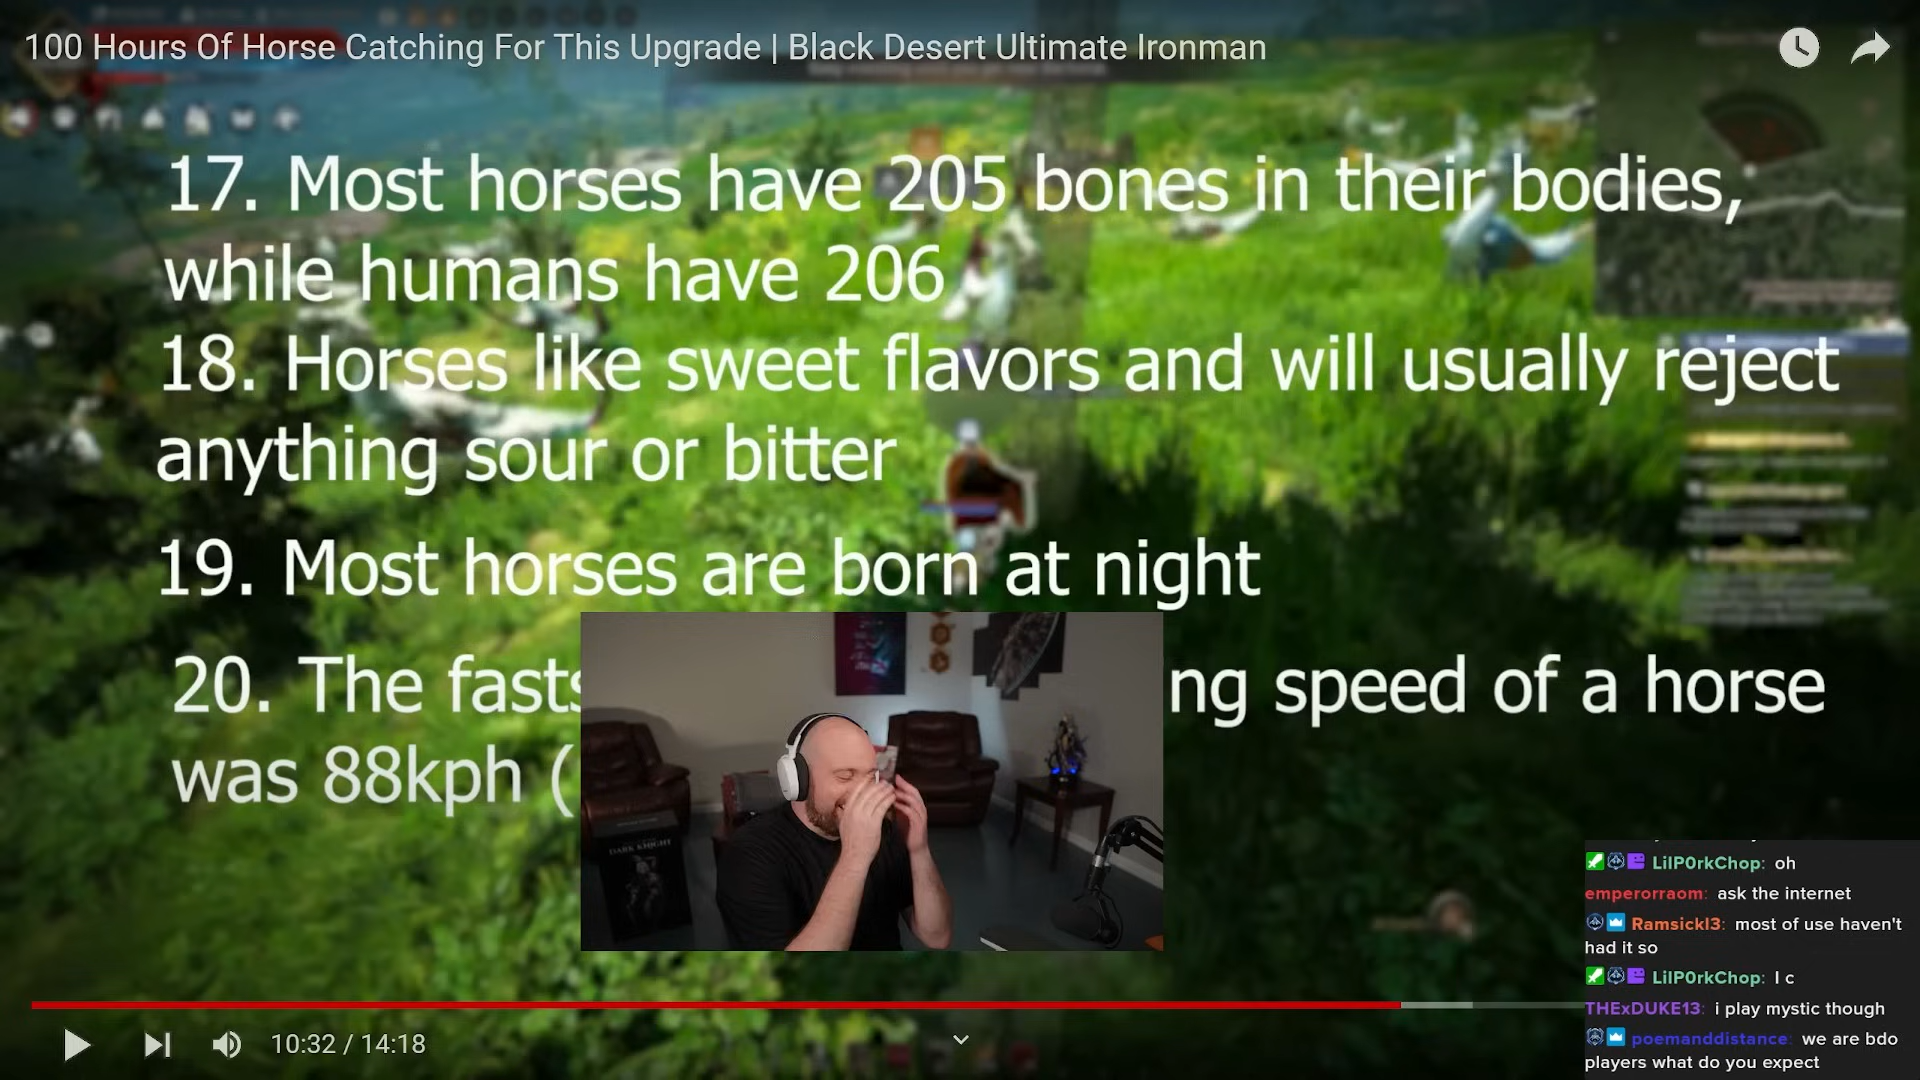 100 Hours Of Horse Catching For This Upgrade | Black Desert Ultimate Ironman
17. Most horses have 205 bones in their bodies,
while humans have 206
18. Horses like sweet flavors and will usually reject
anything sour or bitter
19. Most horses are born at night
20. The fasts
ng speed of a horse
was 88kph (
DARK KNIGHT
LilP0rkChop: oh
emperorraom: ask the internet
Ramsickl3: most of use haven't
had it so
LilP0rkChop: I c
THExDUKE13: i play mystic though
poemanddistance: we are bdo
players what do you expect
10:32 / 14:18